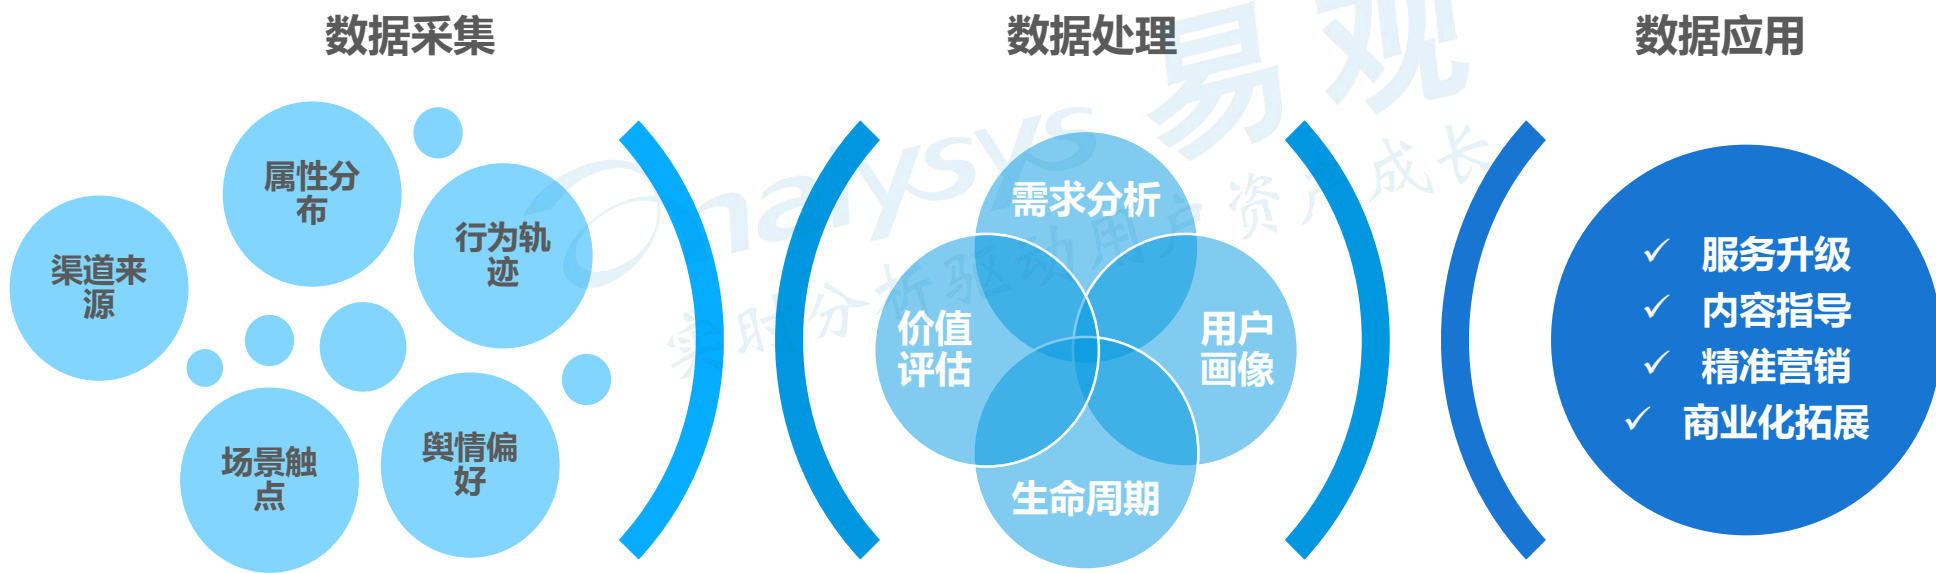 数据采集
数据处理
数据应用
属性分
布
行为轨
迹
渠道来
源
场景触
点
舆情偏
好
需求分析
价值
评估
用户
画像
生命周期
✓ 服务升级
✓ 内容指导
✓ 精准营销
✓ 商业化拓展
analysys 易观
实时分析驱动用户资产成长